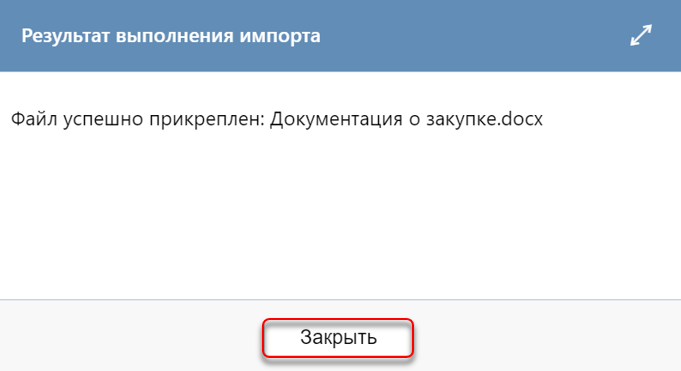 Результат выполнения импорта
Файл успешно прикреплен: Документация о закупке.docx
Закрыть